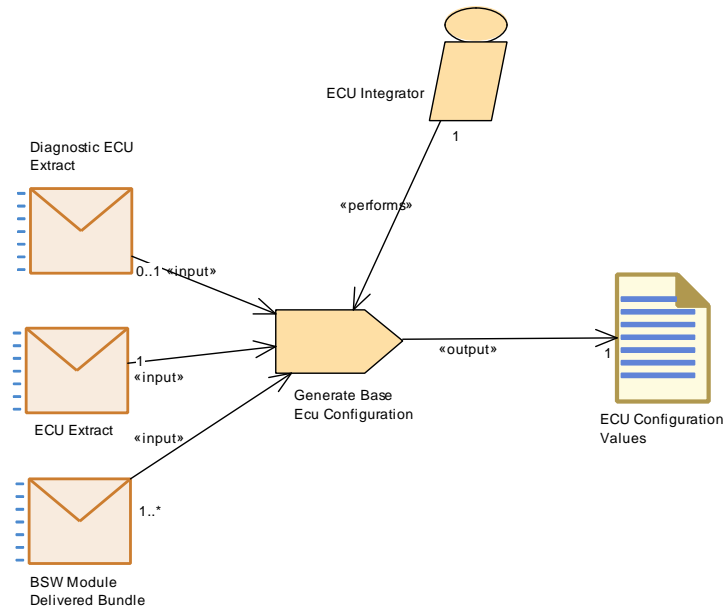 ECU Integrator
1
Diagnostic ECU
Extract
«performs»
0..1 «input»
1
«input»
«output»
1
Generate Base
Ecu Configuration
ECU Configuration
Values
ECU Extract
«input»
1..*
BSW Module
Delivered Bundle